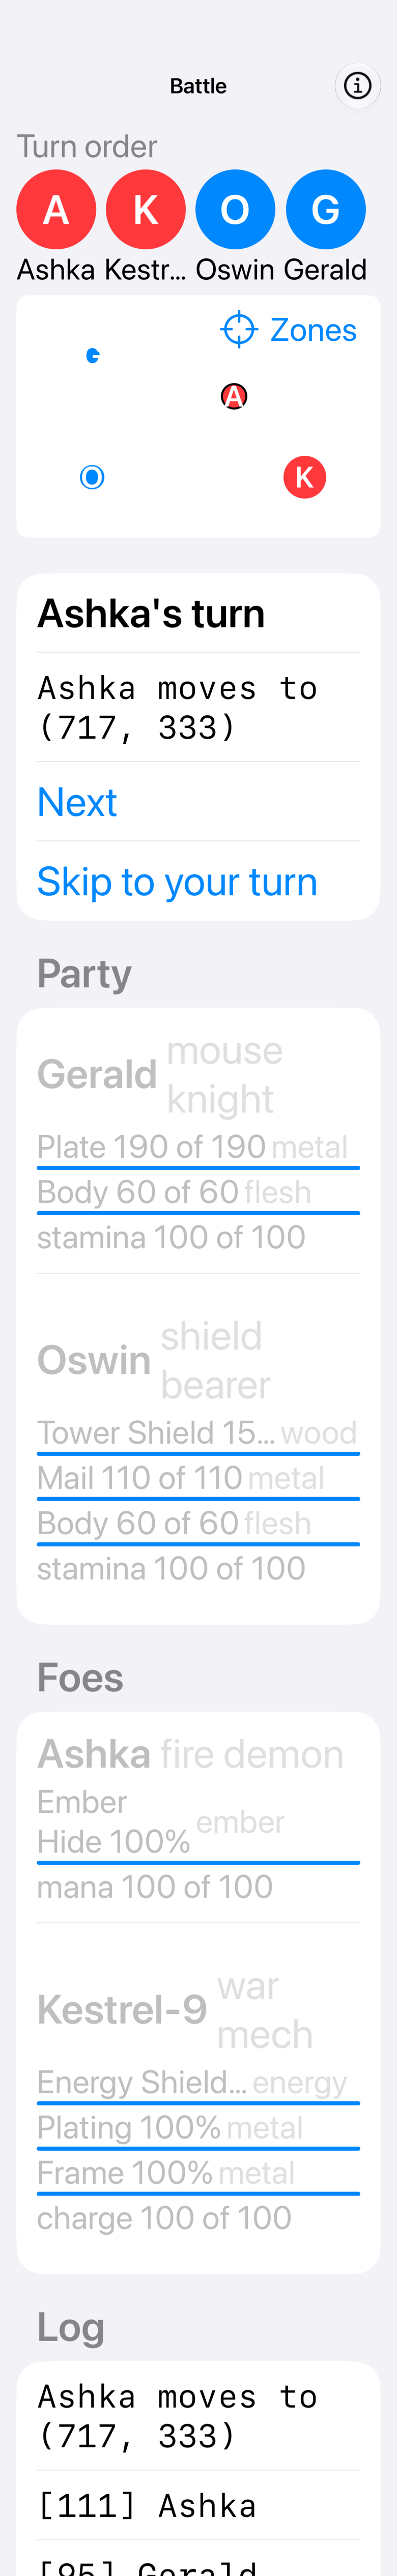 Battle
Turn order
A K O G
Ashka Kestr... Oswin Gerald
Zones
G
A
O
K
Ashka's turn
Ashka moves to
(717, 333)
Next
Skip to your turn
Party
Gerald mouse
knight
Plate 190 of 190 metal
Body 60 of 60 flesh
stamina 100 of 100
Oswin shield
bearer
Tower Shield 15... wood
Mail 110 of 110 metal
Body 60 of 60 flesh
stamina 100 of 100
Foes
Ashka fire demon
Ember
Hide 100% ember
mana 100 of 100
Kestrel-9 war
mech
Energy Shield... energy
Plating 100% metal
Frame 100% metal
charge 100 of 100
Log
Ashka moves to
(717, 333)
[111] Ashka
[95] Gerald